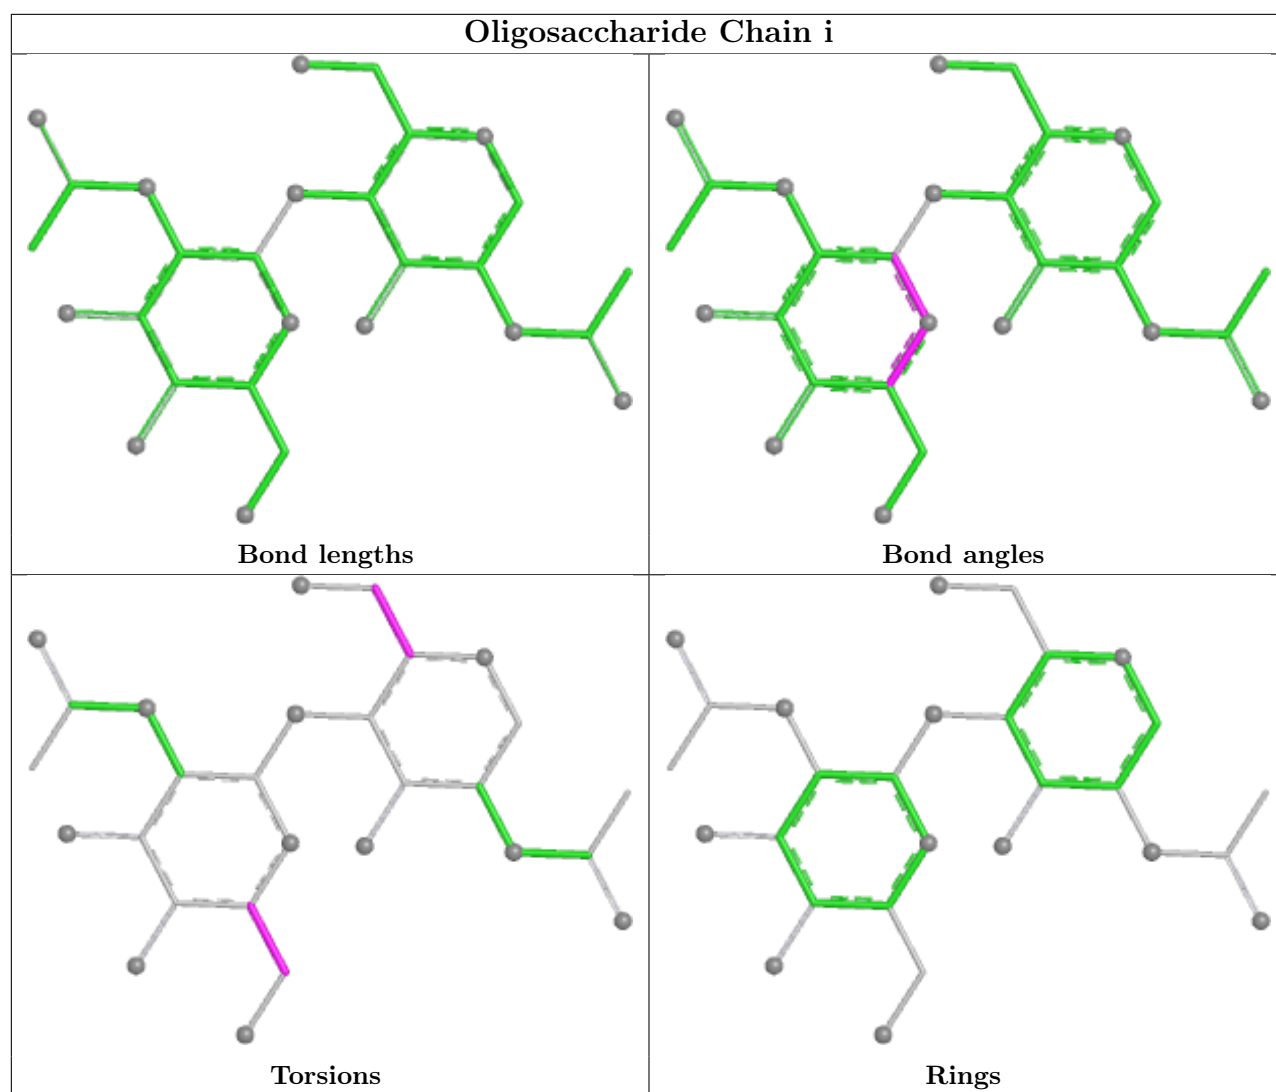 Oligosaccharide Chain i
Bond lengths
Bond angles
Torsions
Rings